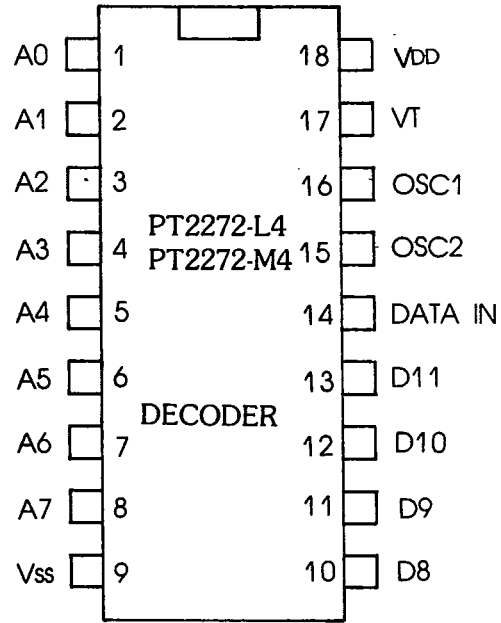 A0 1 18 VDD
A1 2 17 VT
A2 3 16 OSC1
A3 4 15 OSC2
PT2272-L4
PT2272-M4
A4 5 14 DATA IN
A5 6 13 D11
DECODER
A6 7 12 D10
A7 8 11 D9
Vss 9 10 D8